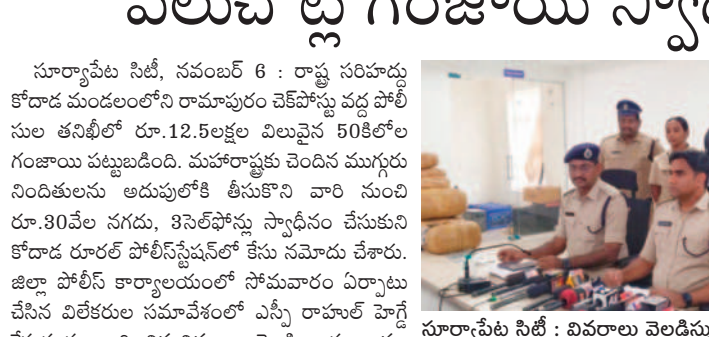 గంజాయి
సూర్యాపేట సిటీ, నవంబర్ 6 : రాష్ట్ర సరిహద్దు
కోదాడ మండలంలోని రామాపురం చెక్‌పోస్టు వద్ద పోలీ
సుల తనిఖీలో రూ.12.5లక్షల విలువైన 50కిలోల
గంజాయి పట్టుబడింది. మహారాష్ట్రకు చెందిన ముగ్గురు
నిందితులను అదుపులోకి తీసుకొని వారి నుంచి
రూ.30వేల నగదు, 3సెల్‌ఫోన్లు స్వాధీనం చేసుకుని
కోదాడ రూరల్ పోలీస్‌స్టేషన్‌లో కేసు నమోదు చేశారు.
జిల్లా పోలీస్ కార్యాలయంలో సోమవారం ఏర్పాటు
చేసిన విలేకరుల సమావేశంలో ఎస్పీ రాహుల్ హెగ్డే
సూర్యాపేట సిటీ : వివరాలు